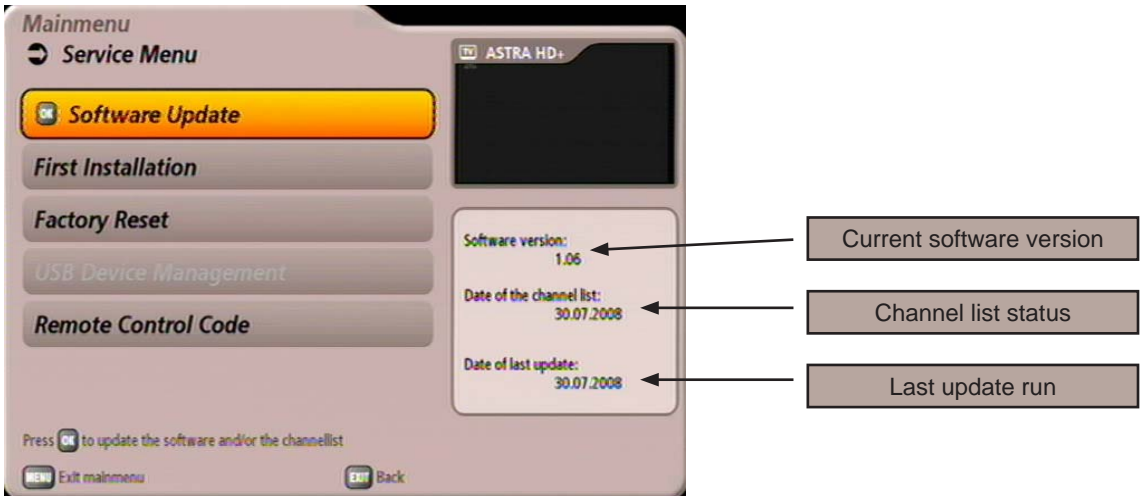 Mainmenu
Service Menu
TV ASTRA HD+
OK Software Update
First Installation
Factory Reset
USB Device Management
Remote Control Code
Software version:
1.06
Date of the channel list:
30.07.2008
Date of last update:
30.07.2008
Current software version
Channel list status
Last update run
Press OK to update the software and/or the channellist
MENU Exit mainmenu
EXIT Back